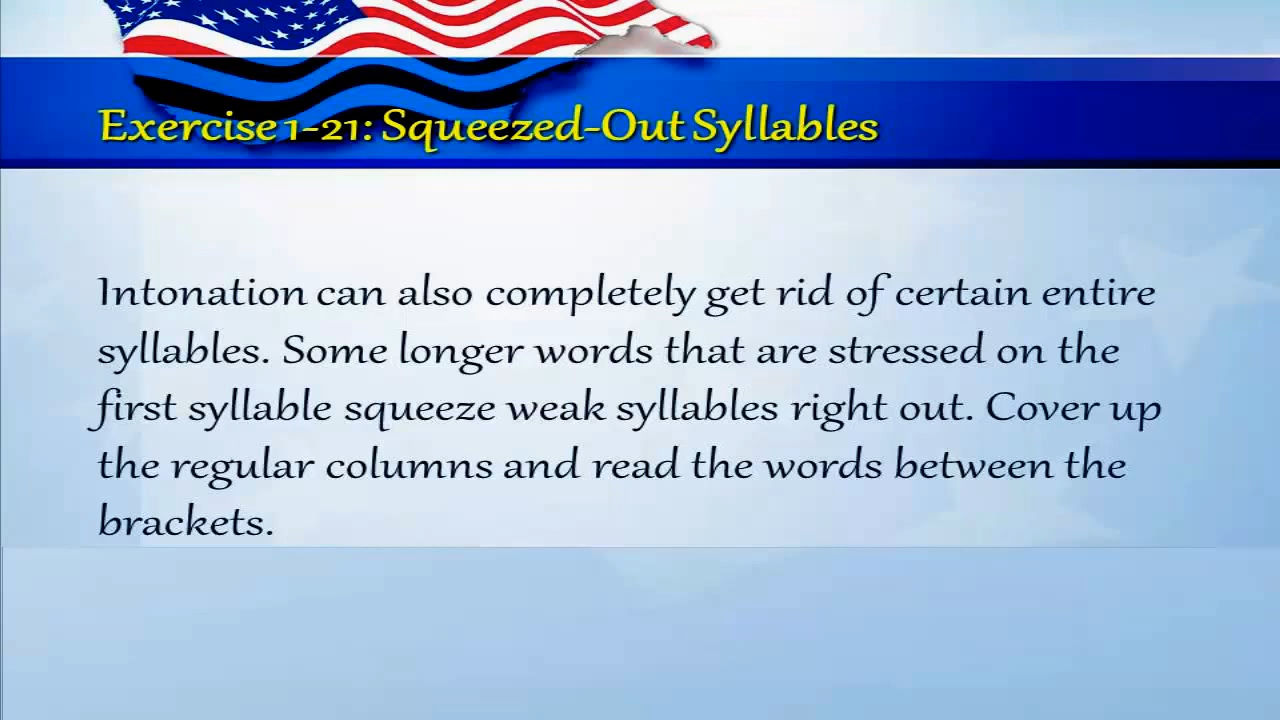 Exercise 1-21: Squeezed-Out Syllables
Intonation can also completely get rid of certain entire
syllables. Some longer words that are stressed on the
first syllable squeeze weak syllables right out. Cover up
the regular columns and read the words between the
brackets.